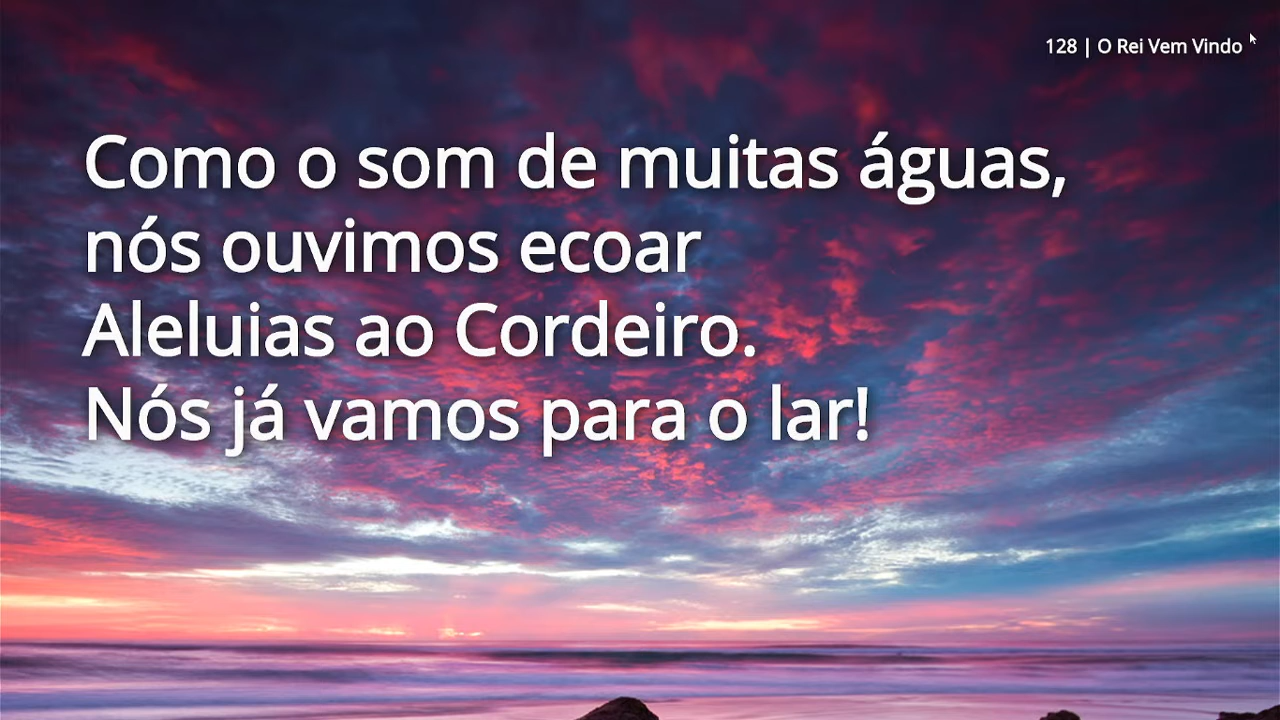 128 | O Rei Vem Vindo
Como o som de muitas águas,
nós ouvimos ecoar
Aleluias ao Cordeiro.
Nós já vamos para o lar!